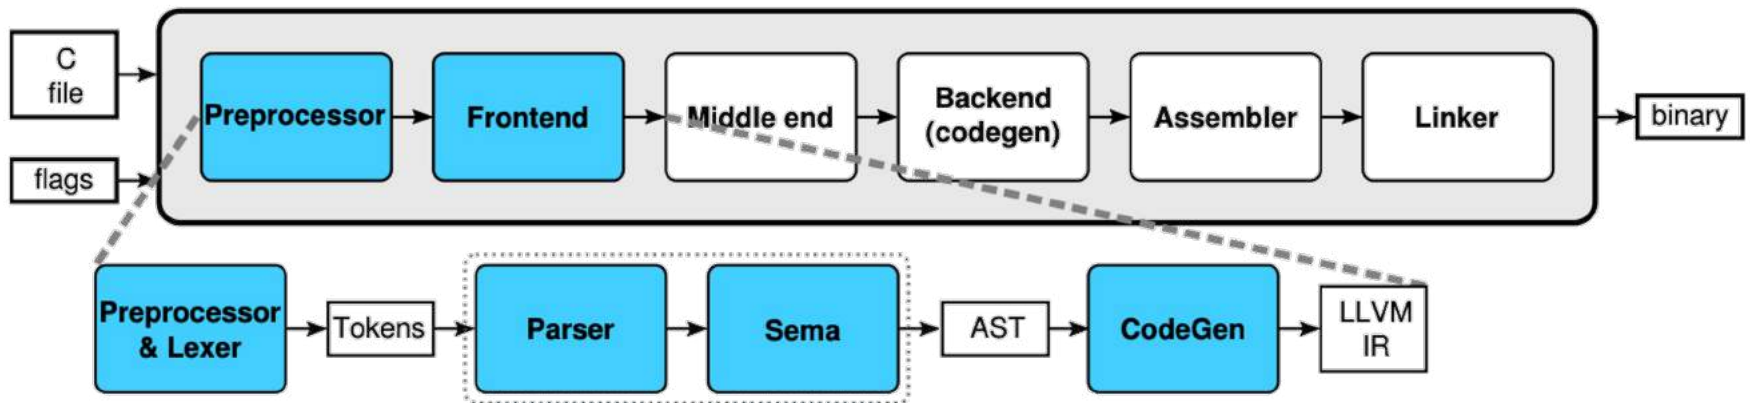 C
file
flags
Preprocessor
Frontend
Middle end
Backend
(codegen)
Assembler
Linker
binary
Preprocessor
& Lexer
Tokens
Parser
Sema
AST
CodeGen
LLVM
IR